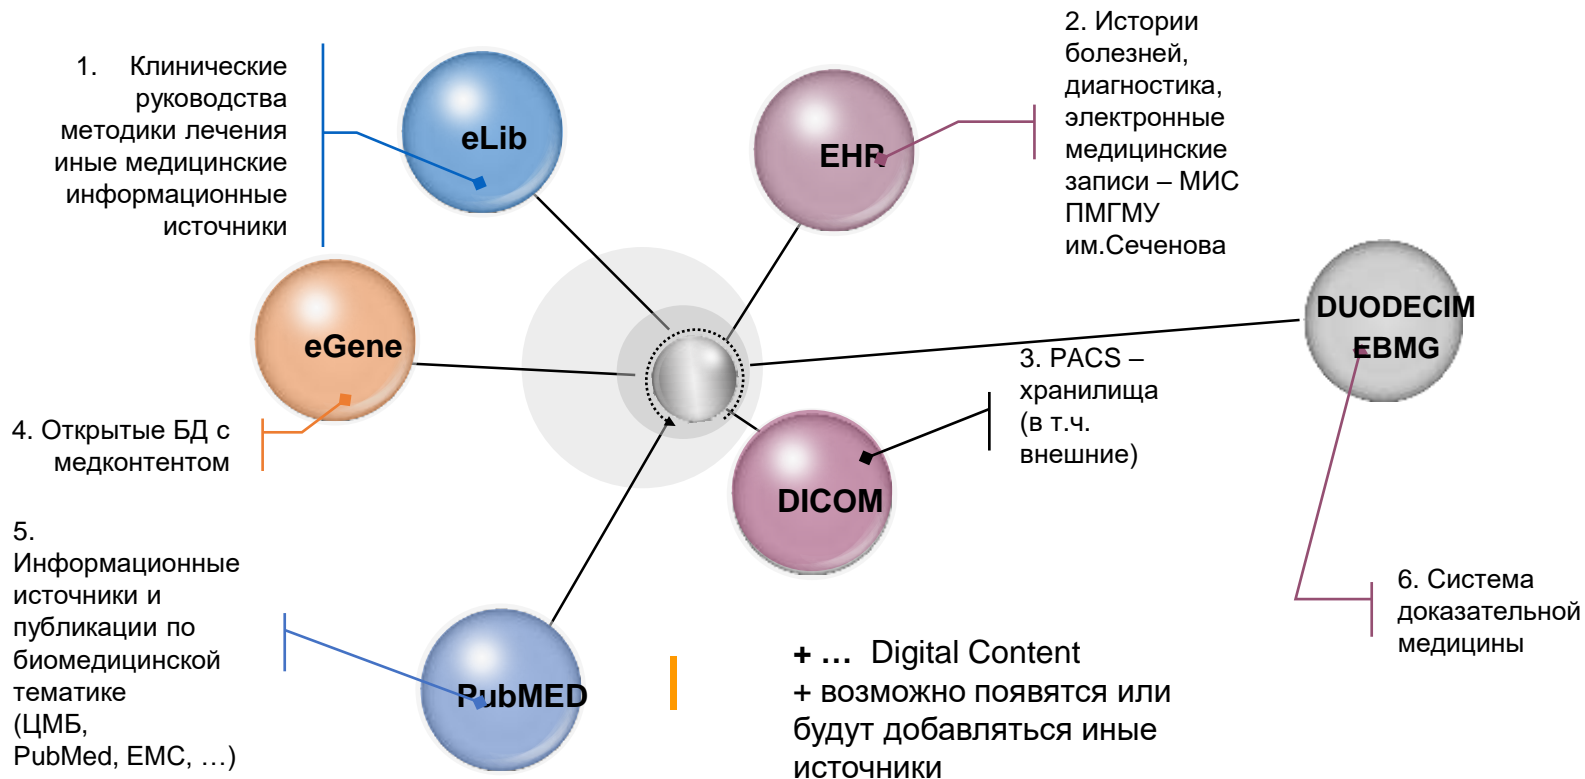 1. Клинические
руководства
методики лечения
иные медицинские
информационные
источники
eLib
EHR
2. Истории
болезней,
диагностика,
электронные
медицинские
записи – МИС
ПМГМУ
им.Сеченова
DUODECIM
EBMG
eGene
3. PACS –
хранилища
(в т.ч.
внешние)
4. Открытые БД с
медконтентом
DICOM
5.
Информационные
источники и
публикации по
биомедицинской
тематике
(ЦМБ,
PubMed, EMC, …)
PubMED
6. Система
доказательной
медицины
+ … Digital Content
+ возможно появятся или
будут добавляться иные
источники